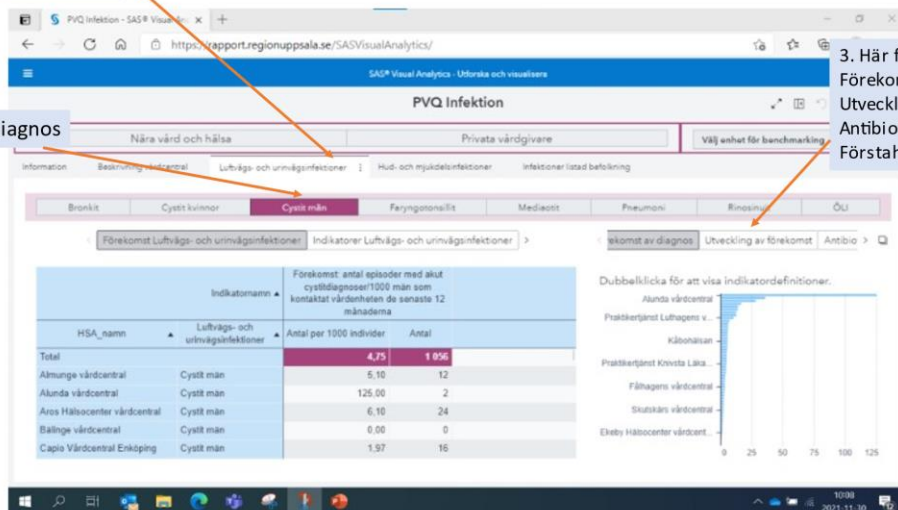 PVQ Infektion - SAS® Visual An
https://rapport.regionuppsala.se/SASVisualAnalytics/
SAS® Visual Analytics - Utforska och visualisera
PVQ Infektion
3. Här f
Förekom
Utveckl
Antibio
Förstah
iagnos
Nära vård och hälsa
Privata vårdgivare
Välj enhet för benchmarking
Information
Beskrivning vårdcentral
Luftvägs- och urinvägsinfektioner
Hud- och mjukdelsinfektioner
Infektioner listad befolkning
Bronkit
Cystit kvinnor
Cystit män
Faryngotonsillit
Mediaotit
Pneumoni
Rinosinuit
ÖLI
Förekomst Luftvägs- och urinvägsinfektioner
Indikatorer Luftvägs- och urinvägsinfektioner
ekomst av diagnos
Utveckling av förekomst
Antibio
Indikatornamn
Förekomst: antal episoder med akut
cystitdiagnoser/1000 män som
kontaktat vårdenheten de senaste 12
månaderna
HSA_namn
Luftvägs- och
urinvägsinfektioner
Antal per 1000 individer
Antal
Total 4,75 1 056
Almunge vårdcentral Cystit män 5,10 12
Alunda vårdcentral Cystit män 125,00 2
Aros Hälsocenter vårdcentral Cystit män 6,10 24
Bälinge vårdcentral Cystit män 0,00 0
Capio Vårdcentral Enköping Cystit män 1,97 16
Dubbelklicka för att visa indikatordefinitioner.
Alunda vårdcentral
Praktikertjänst Luthagens v...
Kåbohälsan
Praktikertjänst Knivsta Läka...
Fålhagens vårdcentral
Skutskärs vårdcentral
Ekeby Hälsocenter vårdcent...
0 25 50 75 100 125
10:08
2021-11-30